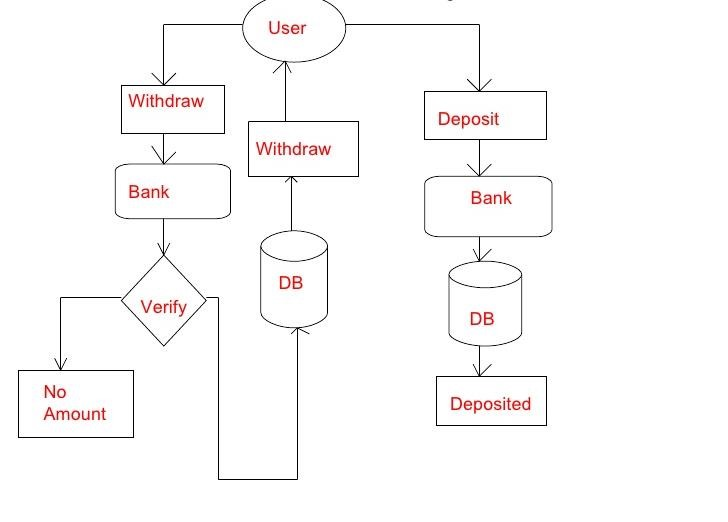 User
Withdraw
Deposit
Withdraw
Bank
Bank
DB
Verify
DB
No
Amount
Deposited